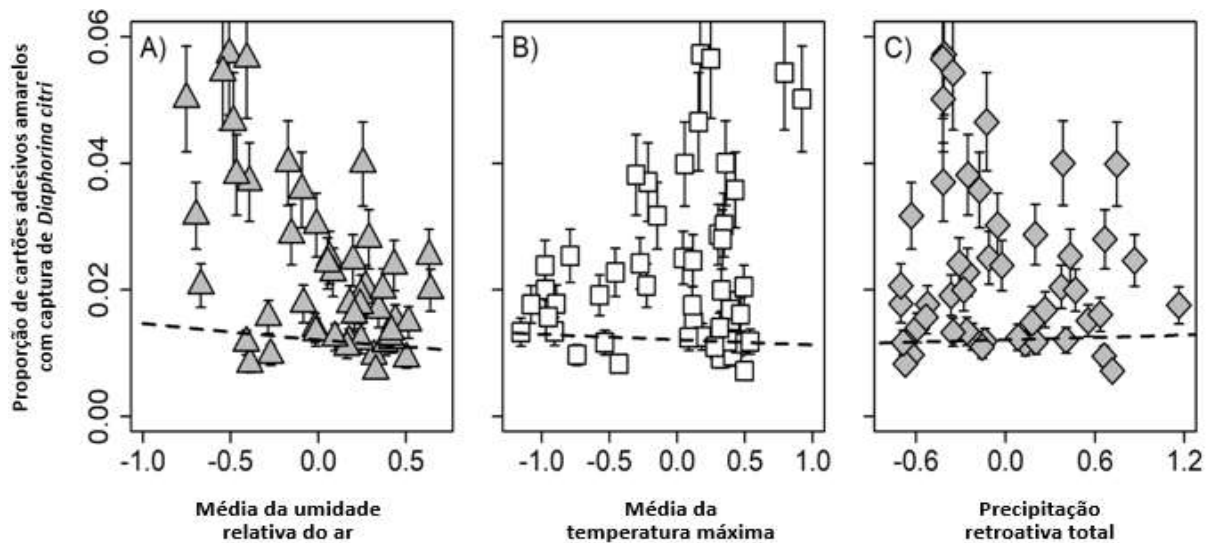 Proporção de cartões adesivos amarelos
com captura de Diaphorina citri
0.06
0.04
0.02
0.00
A)
B)
C)
-1.0 -0.5 0.0 0.5
-1.0 -0.5 0.0 0.5 1.0
-0.6 0.0 0.6 1.2
Média da umidade
relativa do ar
Média da
temperatura máxima
Precipitação
retroativa total